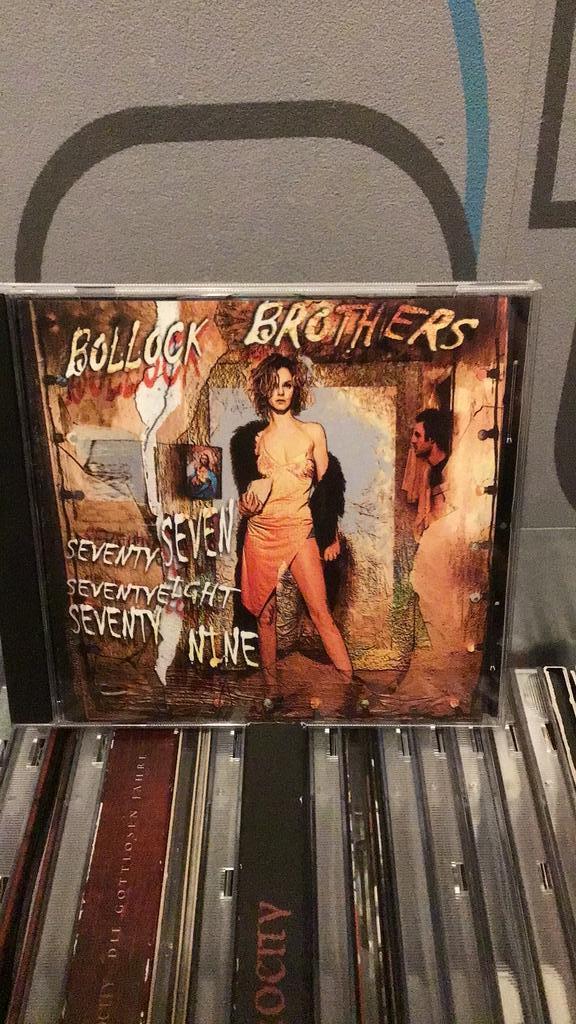 BOLLOCK BROTHERS
SEVENTY SEVEN
SEVENTYEIGHT
SEVENTY NINE
DIE GOTTLOSEN JAHRE